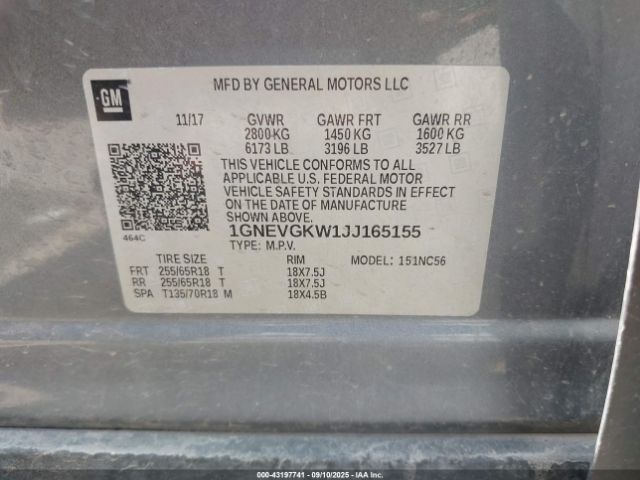 GM
MFD BY GENERAL MOTORS LLC
11/17 GVWR GAWR FRT GAWR RR
2800 KG 1450 KG 1600 KG
6173 LB 3196 LB 3527 LB
THIS VEHICLE CONFORMS TO ALL
APPLICABLE U.S. FEDERAL MOTOR
VEHICLE SAFETY STANDARDS IN EFFECT
ON THE DATE OF MANUFACTURE
SHOWN ABOVE.
1GNEVGKW1JJ165155
464C
TYPE: M.P.V.
TIRE SIZE RIM MODEL: 151NC56
FRT 255/65R18 T 18X7.5J
RR 255/65R18 T 18X7.5J
SPA T135/70R18 M 18X4.5B
000-43197741 - 09/10/2025 - IAAI.COM